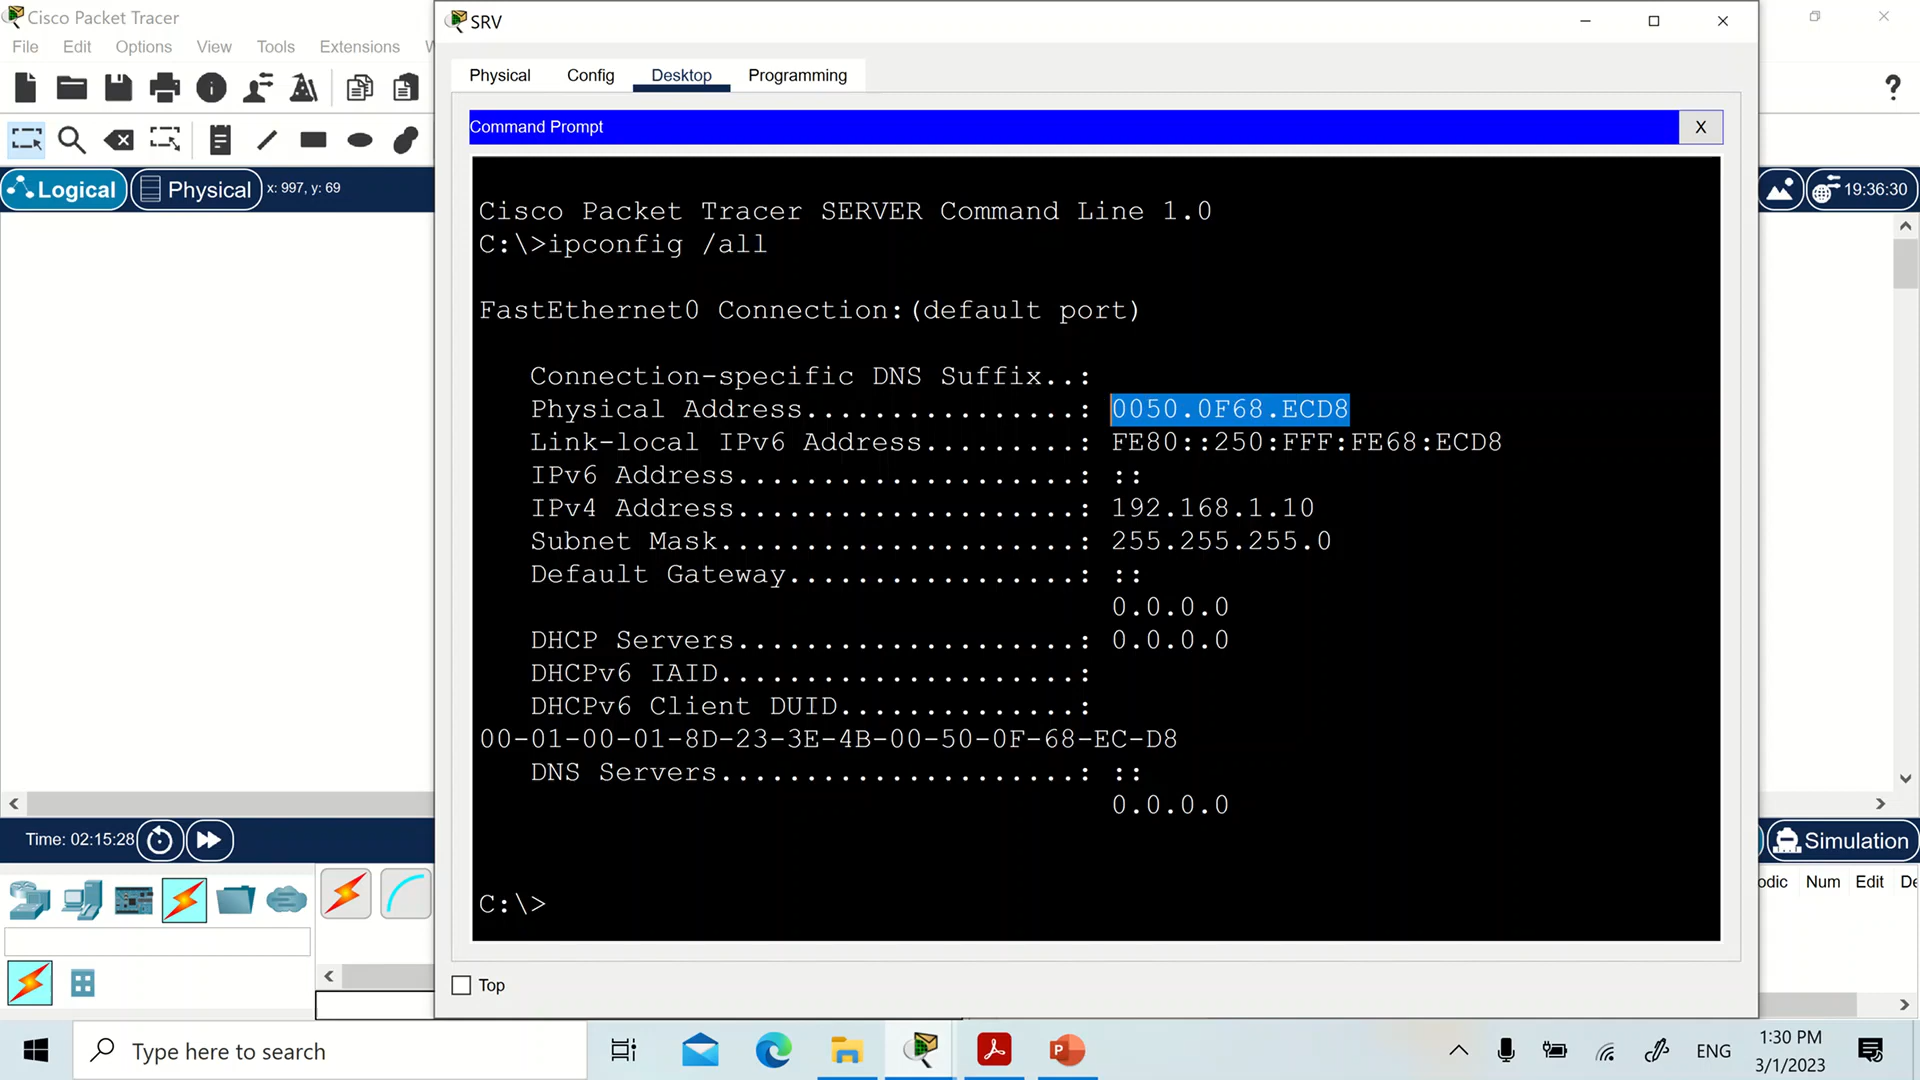 Cisco Packet Tracer
File Edit Options View Tools Extensions
Logical Physical x: 997, y: 69
SRV
Physical Config Desktop Programming
Command Prompt X
Cisco Packet Tracer SERVER Command Line 1.0
C:\>ipconfig /all
FastEthernet0 Connection:(default port)
Connection-specific DNS Suffix..:
Physical Address................: 0050.0F68.ECD8
Link-local IPv6 Address.........: FE80::250:FFF:FE68:ECD8
IPv6 Address....................: ::
IPv4 Address....................: 192.168.1.10
Subnet Mask.....................: 255.255.255.0
Default Gateway.................: ::
0.0.0.0
DHCP Servers....................: 0.0.0.0
DHCPv6 IAID.....................:
DHCPv6 Client DUID..............:
00-01-00-01-8D-23-3E-4B-00-50-0F-68-EC-D8
DNS Servers.....................: ::
0.0.0.0
C:\>
Top
19:36:30
Time: 02:15:28
Simulation
odic Num Edit De
Type here to search
ENG
1:30 PM
3/1/2023